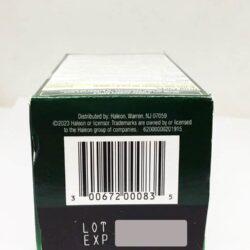 Distributed by: Haleon, Warren, NJ 07059
©2023 Haleon or licensor. Trademarks are owned by or licensed
to the Haleon group of companies. 62000000201915
3 00672 00083 5
LOT
EXP